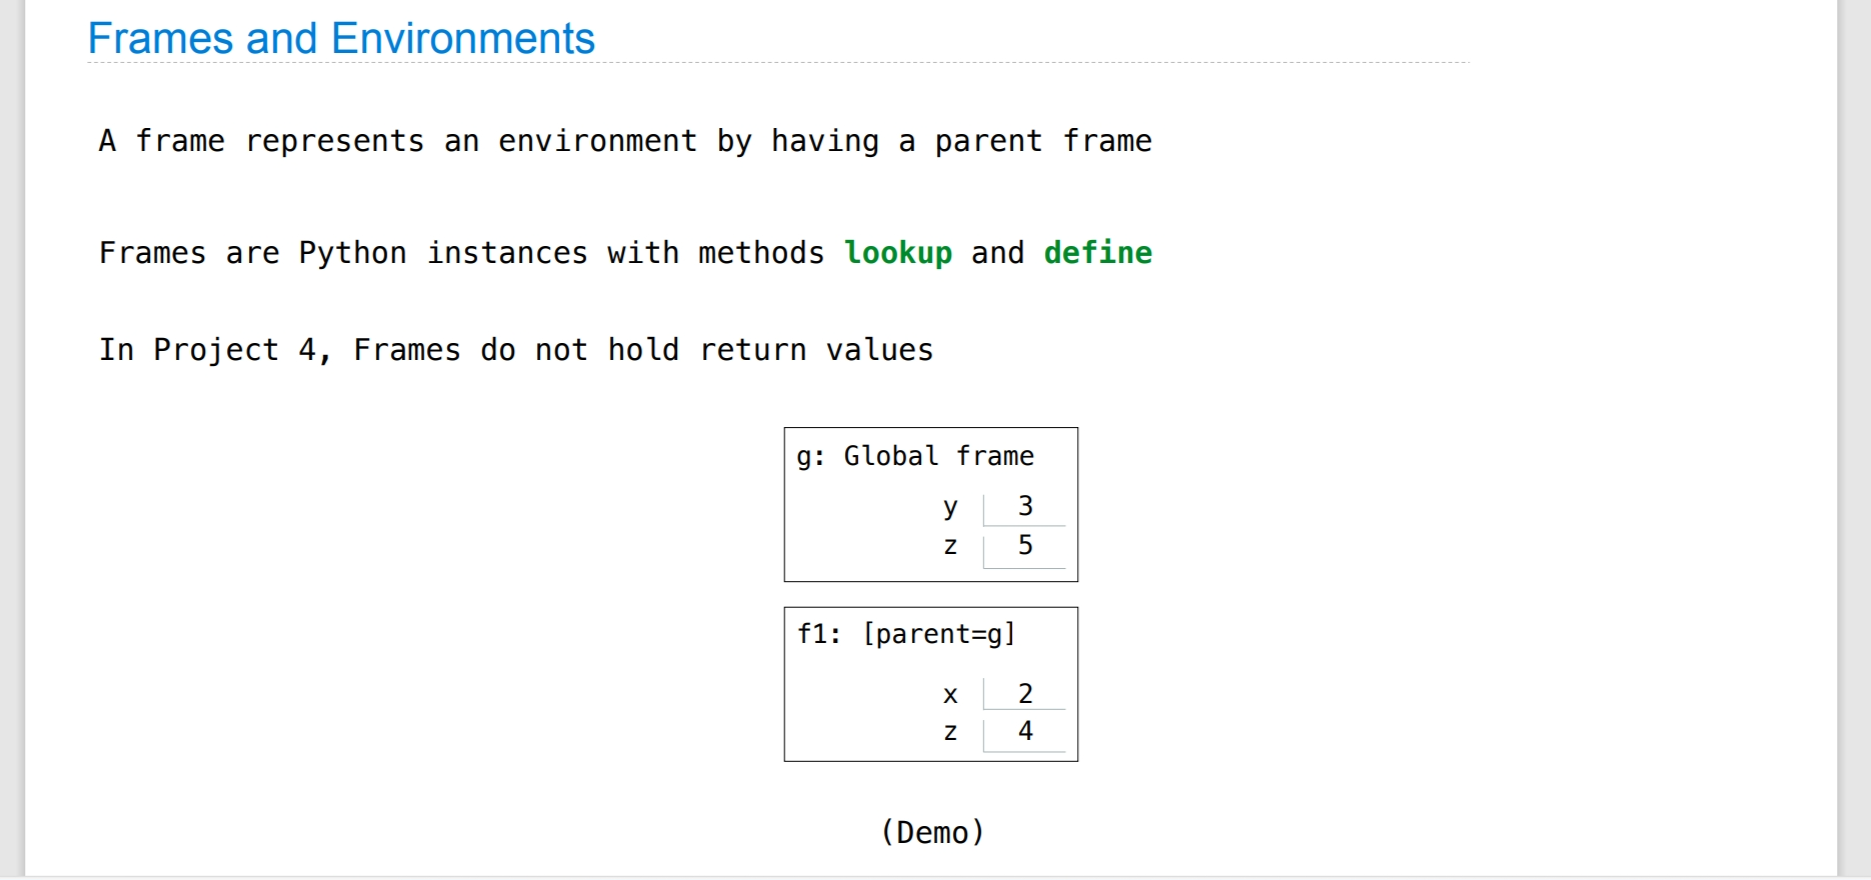 Frames and Environments
A frame represents an environment by having a parent frame
Frames are Python instances with methods lookup and define
In Project 4, Frames do not hold return values
g: Global frame
y 3
z 5
f1: [parent=g]
x 2
z 4
(Demo)